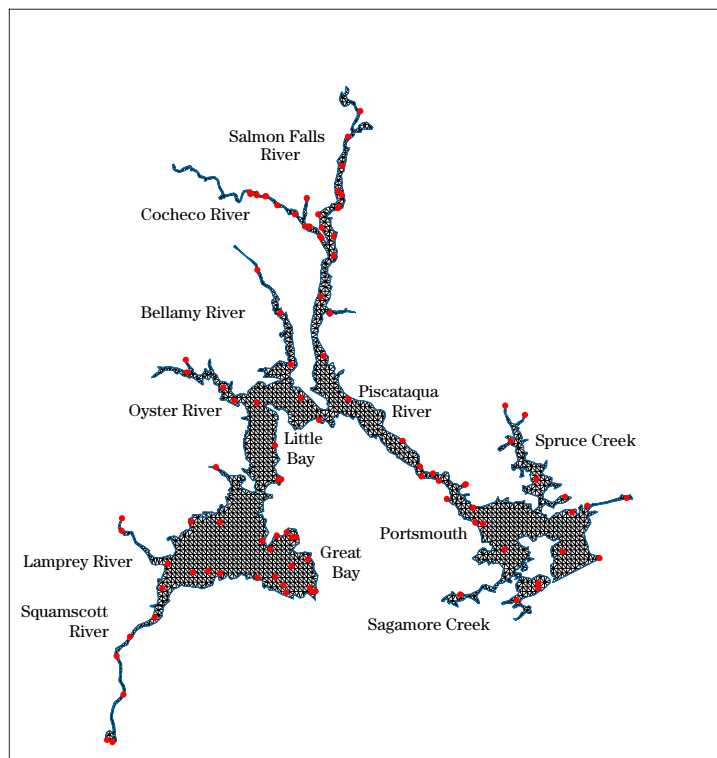 Salmon Falls
River
Cocheco River
Bellamy River
Oyster River
Piscataqua
River
Little
Bay
Spruce Creek
Portsmouth
Great
Bay
Lamprey River
Squamscott
River
Sagamore Creek